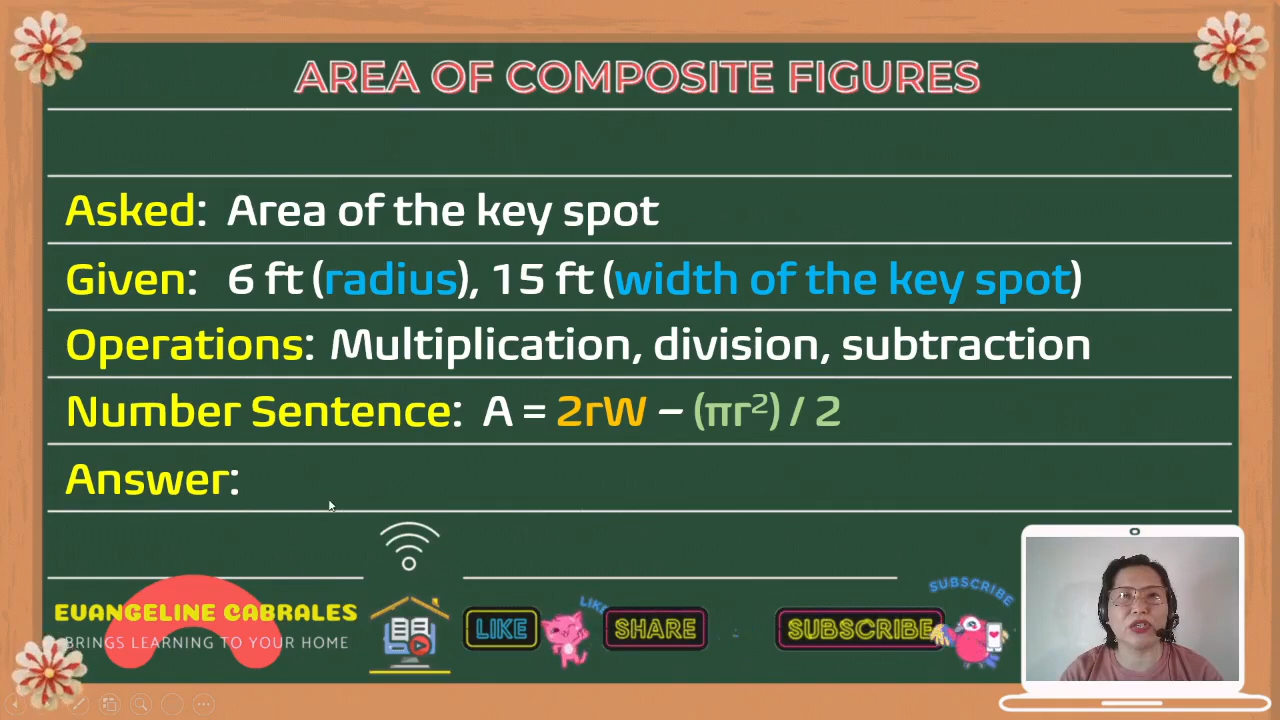 AREA OF COMPOSITE FIGURES
Asked: Area of the key spot
Given: 6 ft (radius), 15 ft (width of the key spot)
Operations: Multiplication, division, subtraction
Number Sentence: A = 2rW – (πr²) / 2
Answer:
EVANGELINE CABRALES
BRINGS LEARNING TO YOUR HOME
LIKE
LIKE
SHARE
SUBSCRIBE
SUBSCRIBE